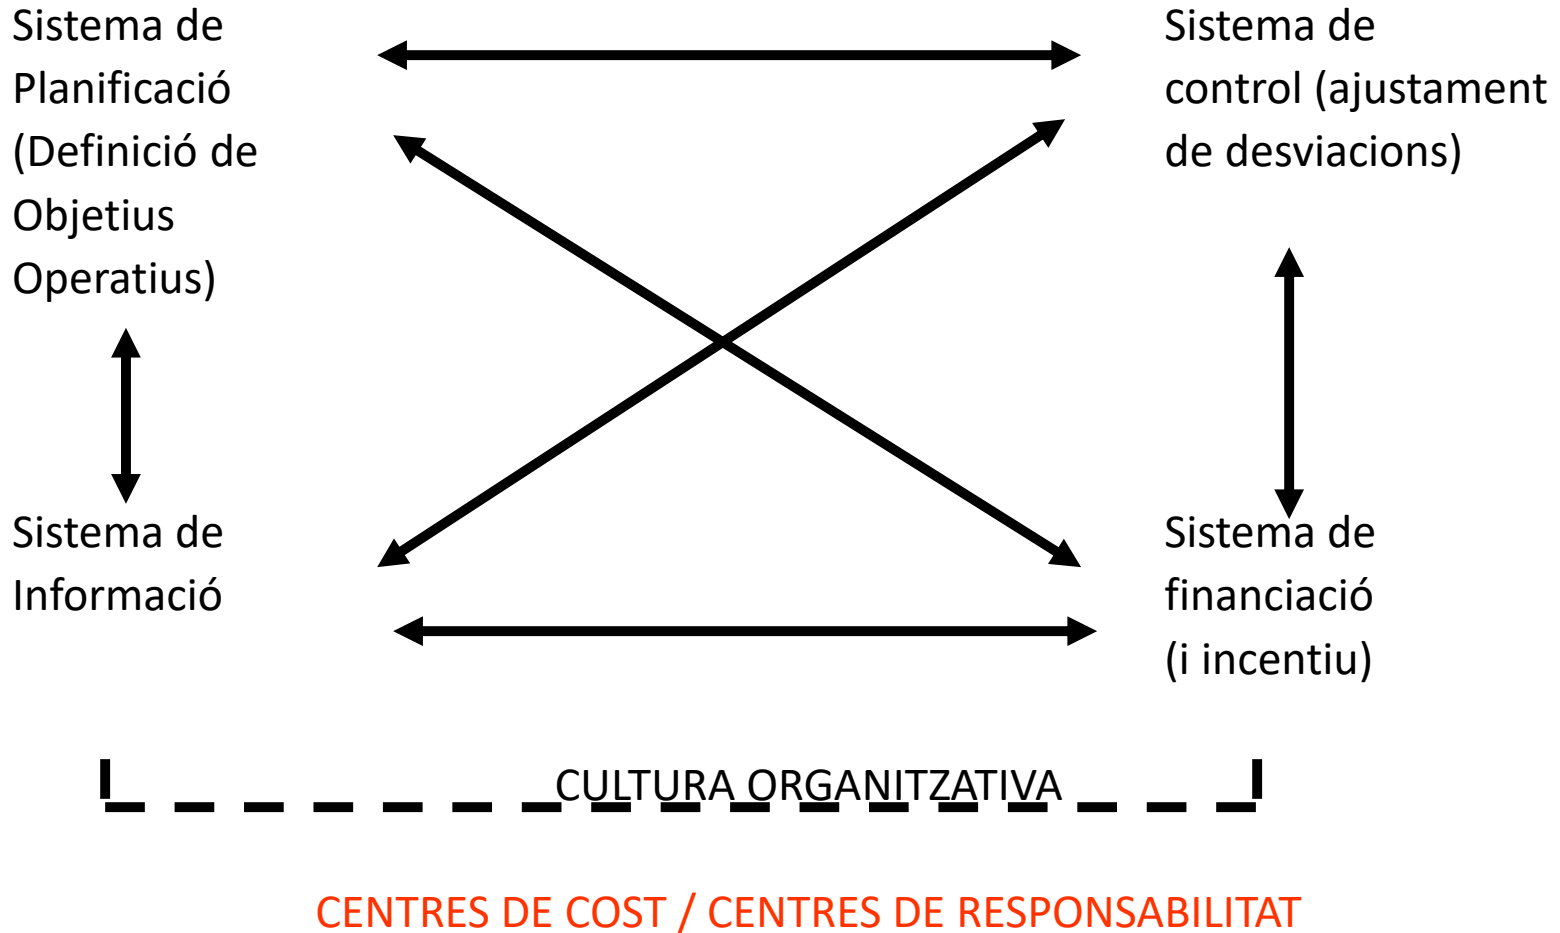 Sistema de
Planificació
(Definició de
Objetius
Operatius)
Sistema de
control (ajustament
de desviacions)
Sistema de
Informació
Sistema de
financiació
(i incentiu)
CULTURA ORGANITZATIVA
CENTRES DE COST / CENTRES DE RESPONSABILITAT